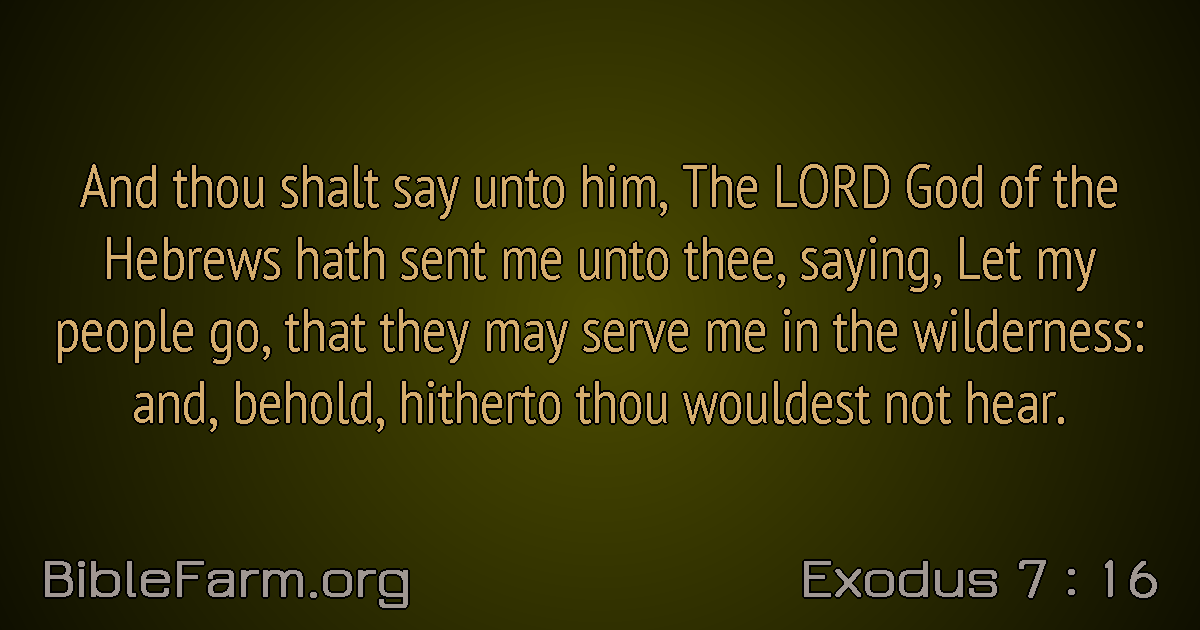 And thou shalt say unto him, The LORD God of the
Hebrews hath sent me unto thee, saying, Let my
people go, that they may serve me in the wilderness:
and, behold, hitherto thou wouldest not hear.
BibleFarm.org
Exodus 7 : 16